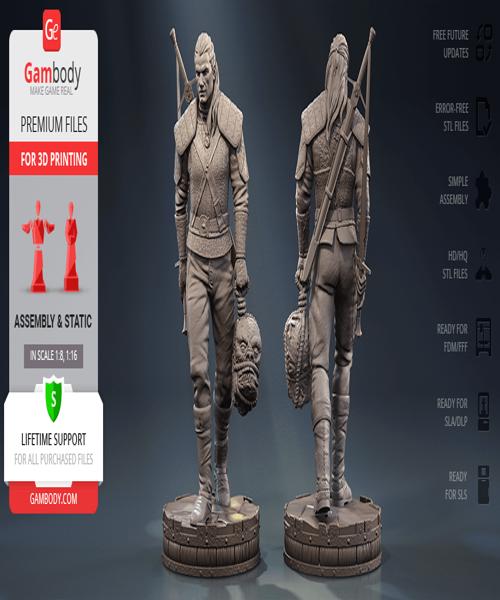 Ge
Gambody
MAKE GAME REAL
PREMIUM FILES
FOR 3D PRINTING
ASSEMBLY & STATIC
IN SCALE 1:8, 1:16
S
LIFETIME SUPPORT
FOR ALL PURCHASED FILES
GAMBODY.COM
FREE FUTURE
UPDATES
ERROR-FREE
STL FILES
SIMPLE
ASSEMBLY
HD/HQ
STL FILES
READY FOR
FDM/FFF
READY FOR
SLA/DLP
READY
FOR SLS